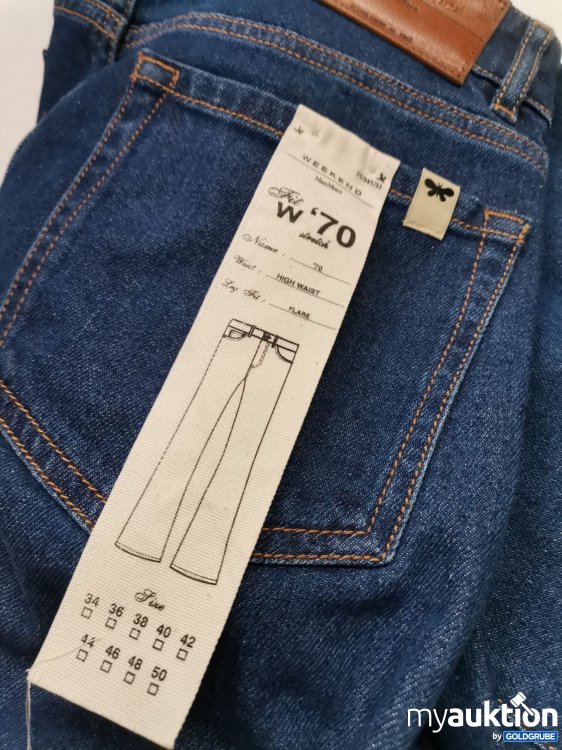 WEEKEND
MaxMara
Fit
W '70
stretch
Name: 70
Waist: HIGH WAIST
Leg Fit: FLARE
Size
34 36 38 40 42
44 46 48 50
myauktion
by GOLDGRUBE